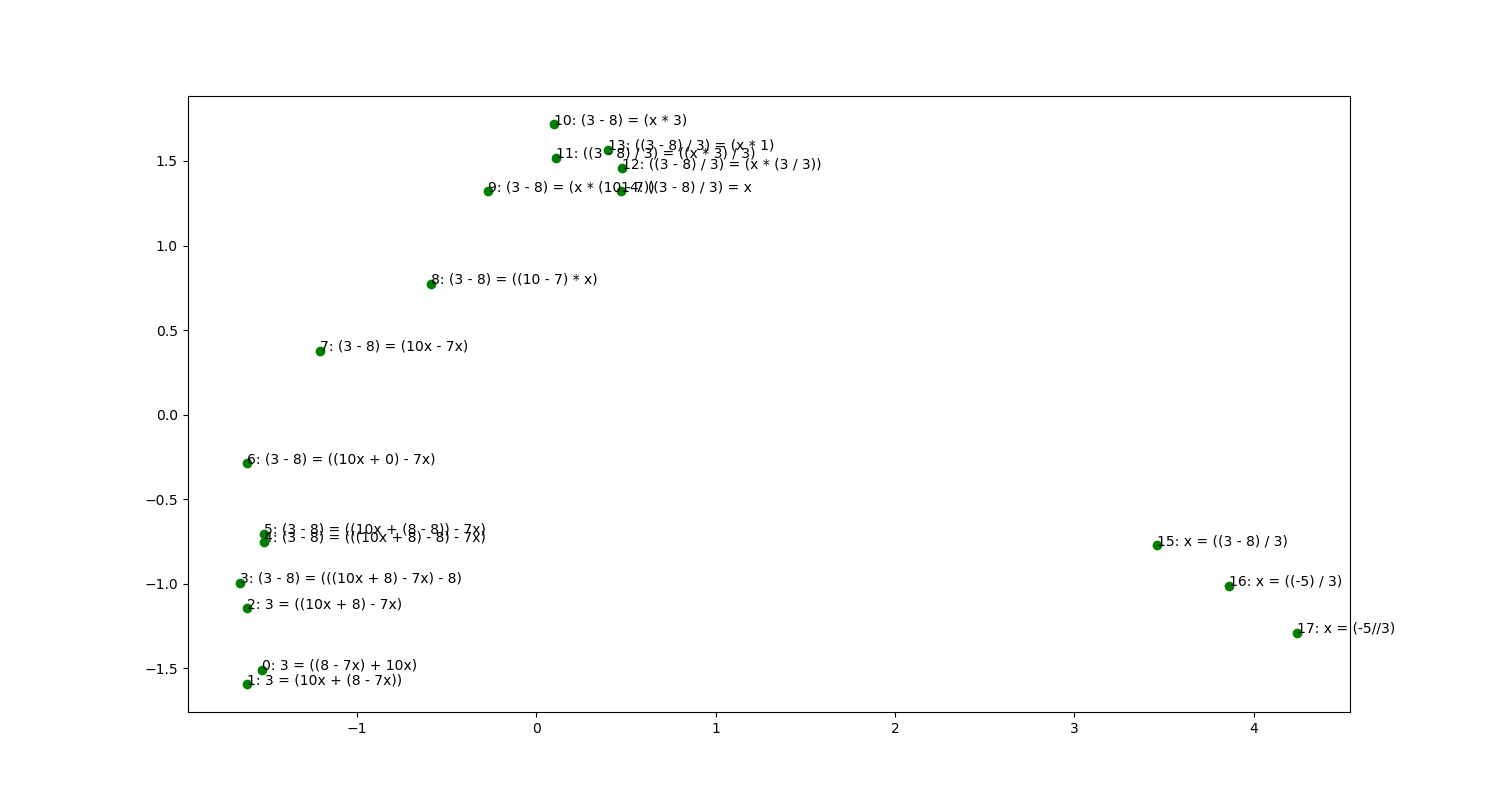 10: (3 - 8) = (x * 3)
13: ((3 - 8) / 3) = (x * 1)
11: ((3 - 8) / 3) = ((x * 3) / 3)
12: ((3 - 8) / 3) = (x * (3 / 3))
9: (3 - 8) = (x * (10 - 7))
14: ((3 - 8) / 3) = x
8: (3 - 8) = ((10 - 7) * x)
7: (3 - 8) = (10x - 7x)
6: (3 - 8) = ((10x + 0) - 7x)
5: (3 - 8) = ((10x + (8 - 8)) - 7x)
4: (3 - 8) = (((10x + 8) - 8) - 7x)
15: x = ((3 - 8) / 3)
3: (3 - 8) = (((10x + 8) - 7x) - 8)
16: x = ((-5) / 3)
2: 3 = ((10x + 8) - 7x)
17: x = (-5//3)
0: 3 = ((8 - 7x) + 10x)
1: 3 = (10x + (8 - 7x))
1.5
1.0
0.5
0.0
−0.5
−1.0
−1.5
−1 0 1 2 3 4